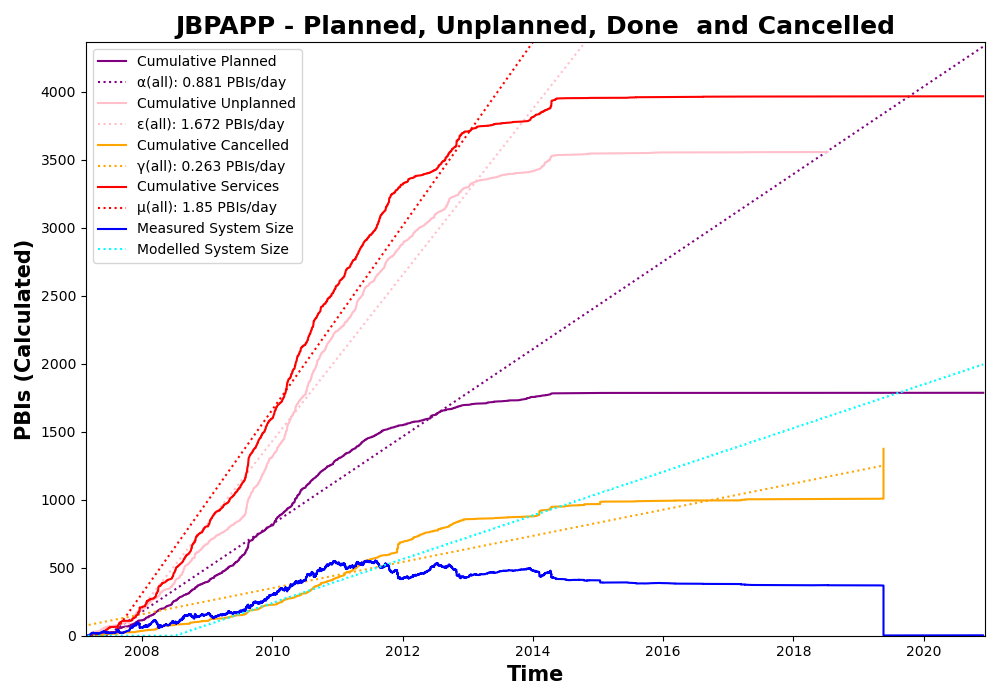 JBPAPP - Planned, Unplanned, Done  and Cancelled
Cumulative Planned
α(all): 0.881 PBIs/day
Cumulative Unplanned
ε(all): 1.672 PBIs/day
Cumulative Cancelled
γ(all): 0.263 PBIs/day
Cumulative Services
μ(all): 1.85 PBIs/day
Measured System Size
Modelled System Size
PBIs (Calculated)
4000
3500
3000
2500
2000
1500
1000
500
0
2008
2010
2012
2014
2016
2018
2020
Time